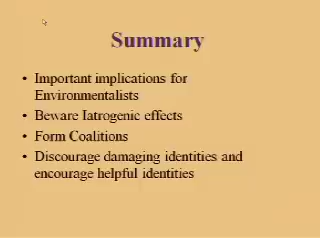 Summary
• Important implications for
Environmentalists
• Beware Iatrogenic effects
• Form Coalitions
• Discourage damaging identities and
encourage helpful identities